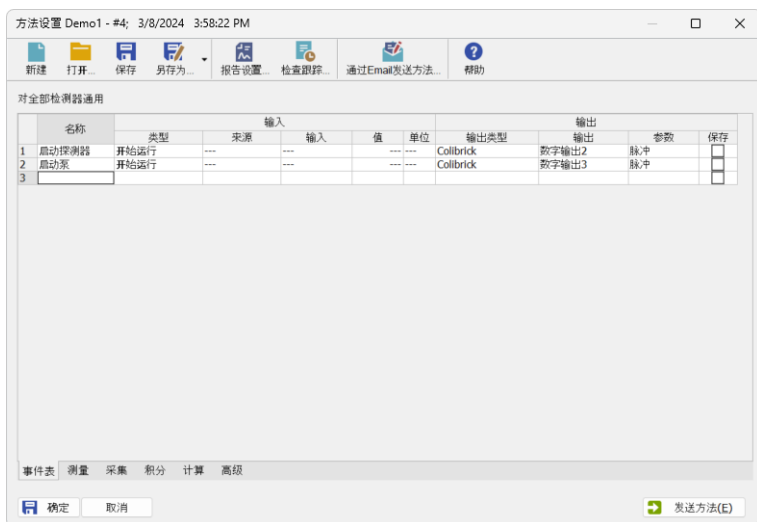 方法设置 Demo1 - #4; 3/8/2024 3:58:22 PM
新建 打开... 保存 另存为... 报告设置... 检查跟踪... 通过Email发送方法... 帮助
对全部检测器通用
名称 输入 输出
类型 来源 输入 值 单位 输出类型 输出 参数 保存
1 启动探测器 开始运行 --- --- --- --- Colibrick 数字输出2 脉冲
2 启动泵 开始运行 --- --- --- --- Colibrick 数字输出3 脉冲
3
事件表 测量 采集 积分 计算 高级
确定 取消 发送方法(E)